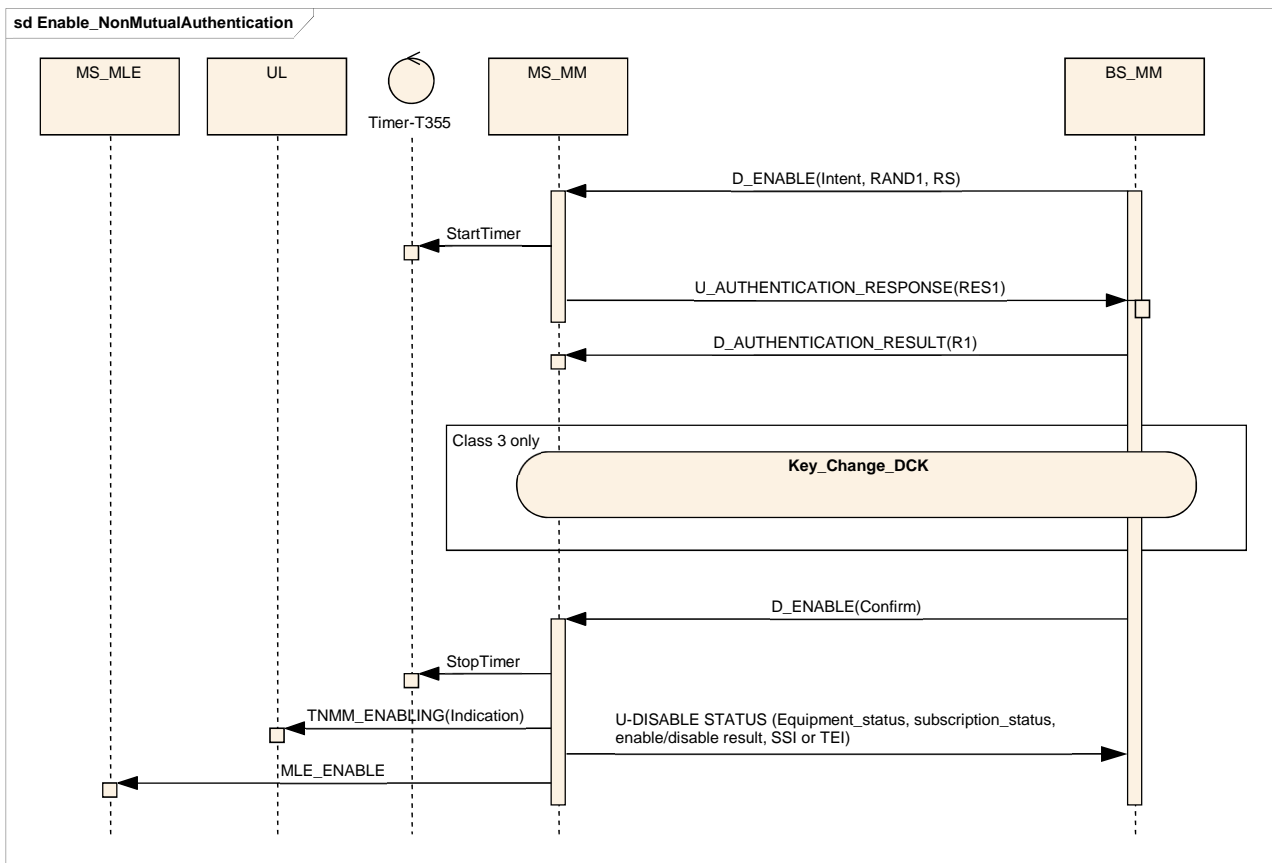 sd Enable_NonMutualAuthentication
MS_MLE
UL
Timer-T355
MS_MM
BS_MM
D_ENABLE(Intent, RAND1, RS)
StartTimer
U_AUTHENTICATION_RESPONSE(RES1)
D_AUTHENTICATION_RESULT(R1)
Class 3 only
Key_Change_DCK
D_ENABLE(Confirm)
StopTimer
TNMM_ENABLING(Indication)
U-DISABLE STATUS (Equipment_status, subscription_status,
enable/disable result, SSI or TEI)
MLE_ENABLE